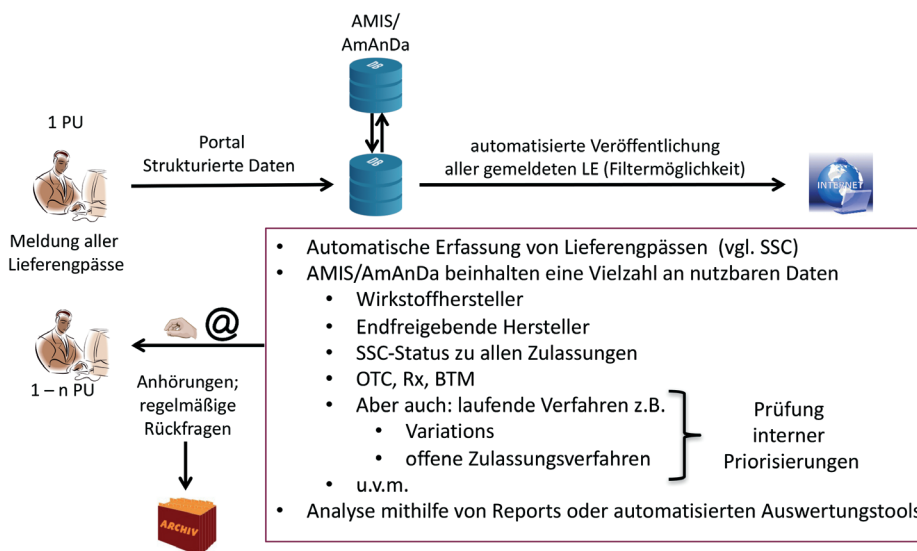 AMIS/
AmAnDa
DB
DB
1 PU
Portal
Strukturierte Daten
automatisierte Veröffentlichung
aller gemeldeten LE (Filtermöglichkeit)
INTERNET
Meldung aller
Lieferengpässe
• Automatische Erfassung von Lieferengpässen (vgl. SSC)
• AMIS/AmAnDa beinhalten eine Vielzahl an nutzbaren Daten
• Wirkstoffhersteller
• Endfreigebende Hersteller
• SSC-Status zu allen Zulassungen
• OTC, Rx, BTM
• Aber auch: laufende Verfahren z.B.
• Variations
• offene Zulassungsverfahren
• u.v.m.
• Analyse mithilfe von Reports oder automatisierten Auswertungstools
Prüfung
interner
Priorisierungen
@
1 – n PU
Anhörungen;
regelmäßige
Rückfragen
ARCHIV